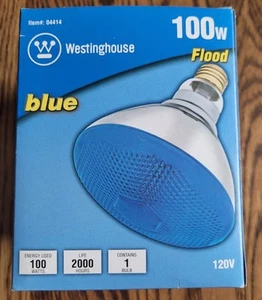 Item#: 04414
Westinghouse
100W
Flood
blue
120V
ENERGY USED
100
WATTS
LIFE
2000
HOURS
CONTAINS
1
BULB